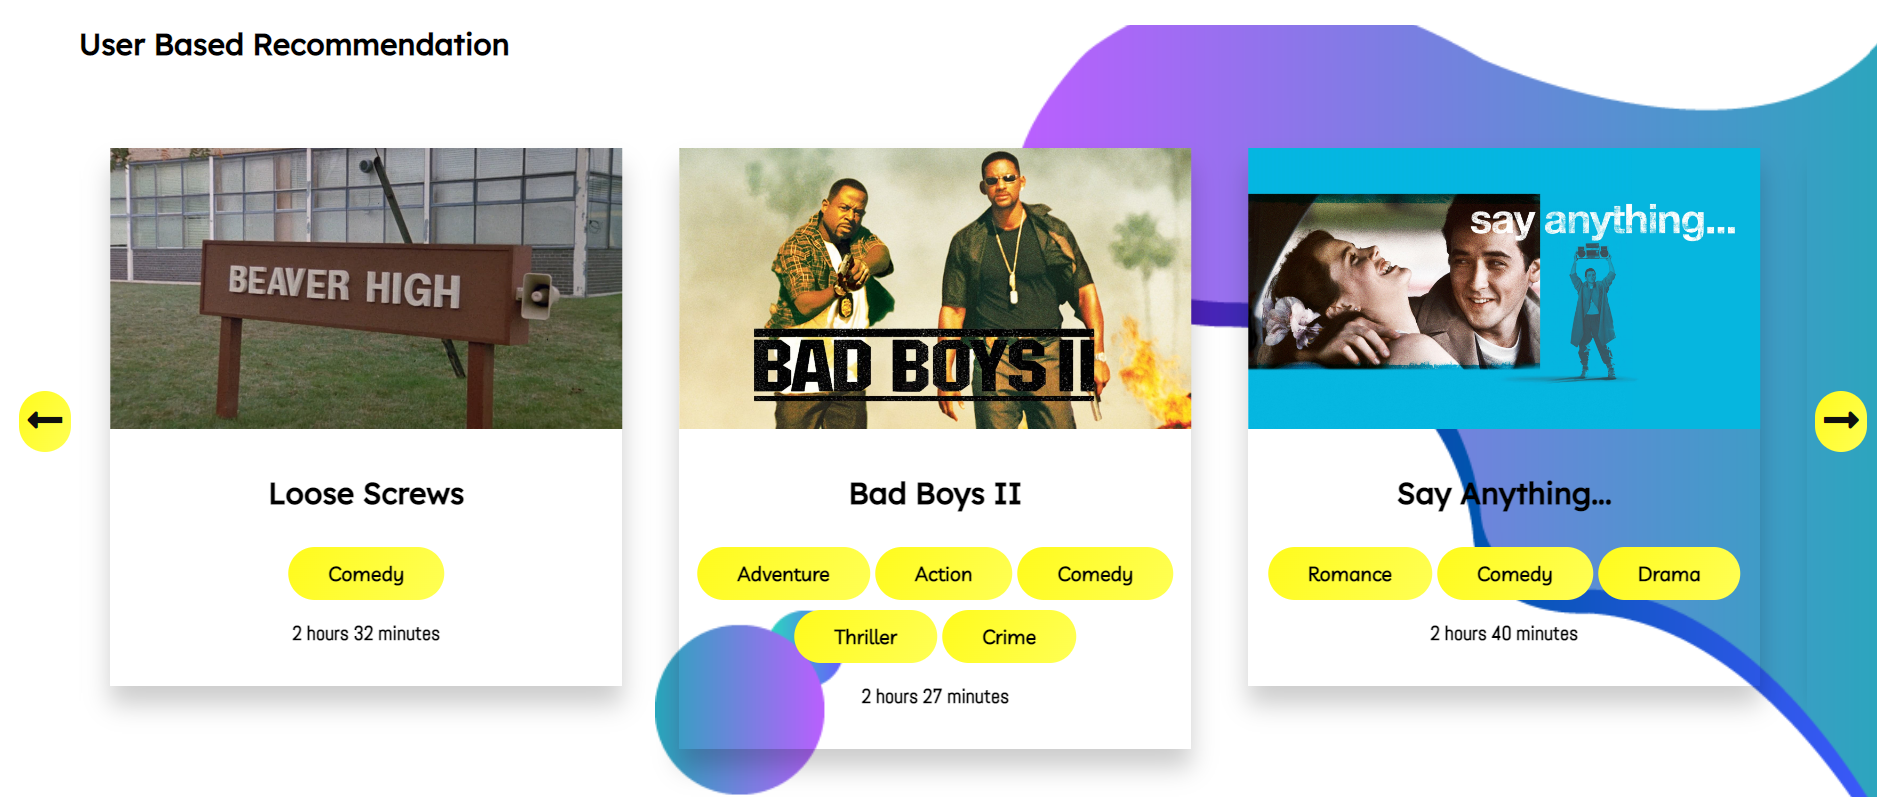 User Based Recommendation
BEAVER HIGH
BAD BOYS II
say anything...
Loose Screws
Bad Boys II
Say Anything...
Comedy
Adventure Action Comedy
Romance Comedy Drama
2 hours 32 minutes
Thriller Crime
2 hours 40 minutes
2 hours 27 minutes